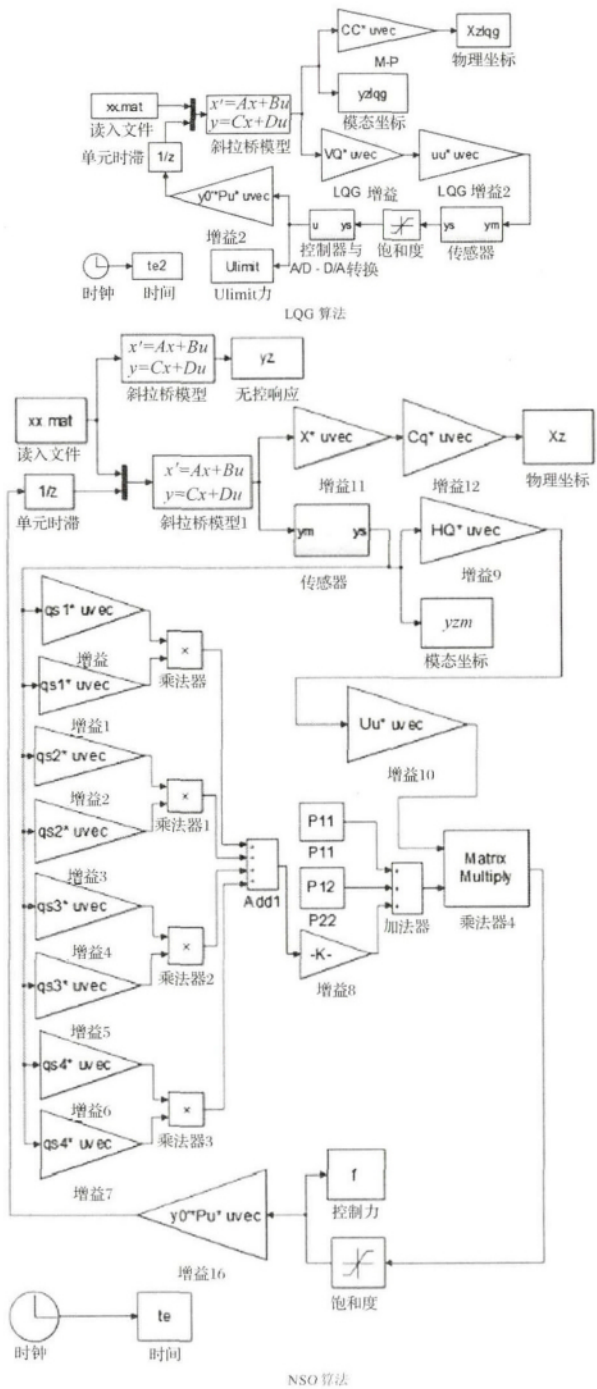 CC* uvec
Xzlqg
M-P
物理坐标
yzlqg
模态坐标
xx.mat
读入文件
x'=Ax+Bu
y=Cx+Du
斜拉桥模型
单元时滞
1/z
VQ* uvec
LQG 增益
uu* uvec
LQG 增益2
y0'*Pu* uvec
增益2
u ys
控制器与
A/D - D/A转换
饱和度
ys ym
传感器
Ulimit
Ulimit力
时钟
te2
时间
LQG 算法
x'=Ax+Bu
y=Cx+Du
斜拉桥模型
yz
无控响应
xx mat
读入文件
1/z
单元时滞
x'=Ax+Bu
y=Cx+Du
斜拉桥模型1
X* uvec
增益11
Cq* uvec
增益12
Xz
物理坐标
ym ys
传感器
HQ* uvec
增益9
yzm
模态坐标
qs1* uvec
增益
×
乘法器
qs1* uvec
增益1
qs2* uvec
增益2
×
乘法器1
qs2* uvec
增益3
qs3* uvec
增益4
×
乘法器2
qs3* uvec
增益5
qs4* uvec
增益6
×
乘法器3
qs4* uvec
增益7
Add1
Uu* uvec
增益10
P11
P11
P12
P22
-K-
增益8
加法器
Matrix
Multiply
乘法器4
y0'*Pu* uvec
增益16
f
控制力
饱和度
时钟
te
时间
NSO 算法